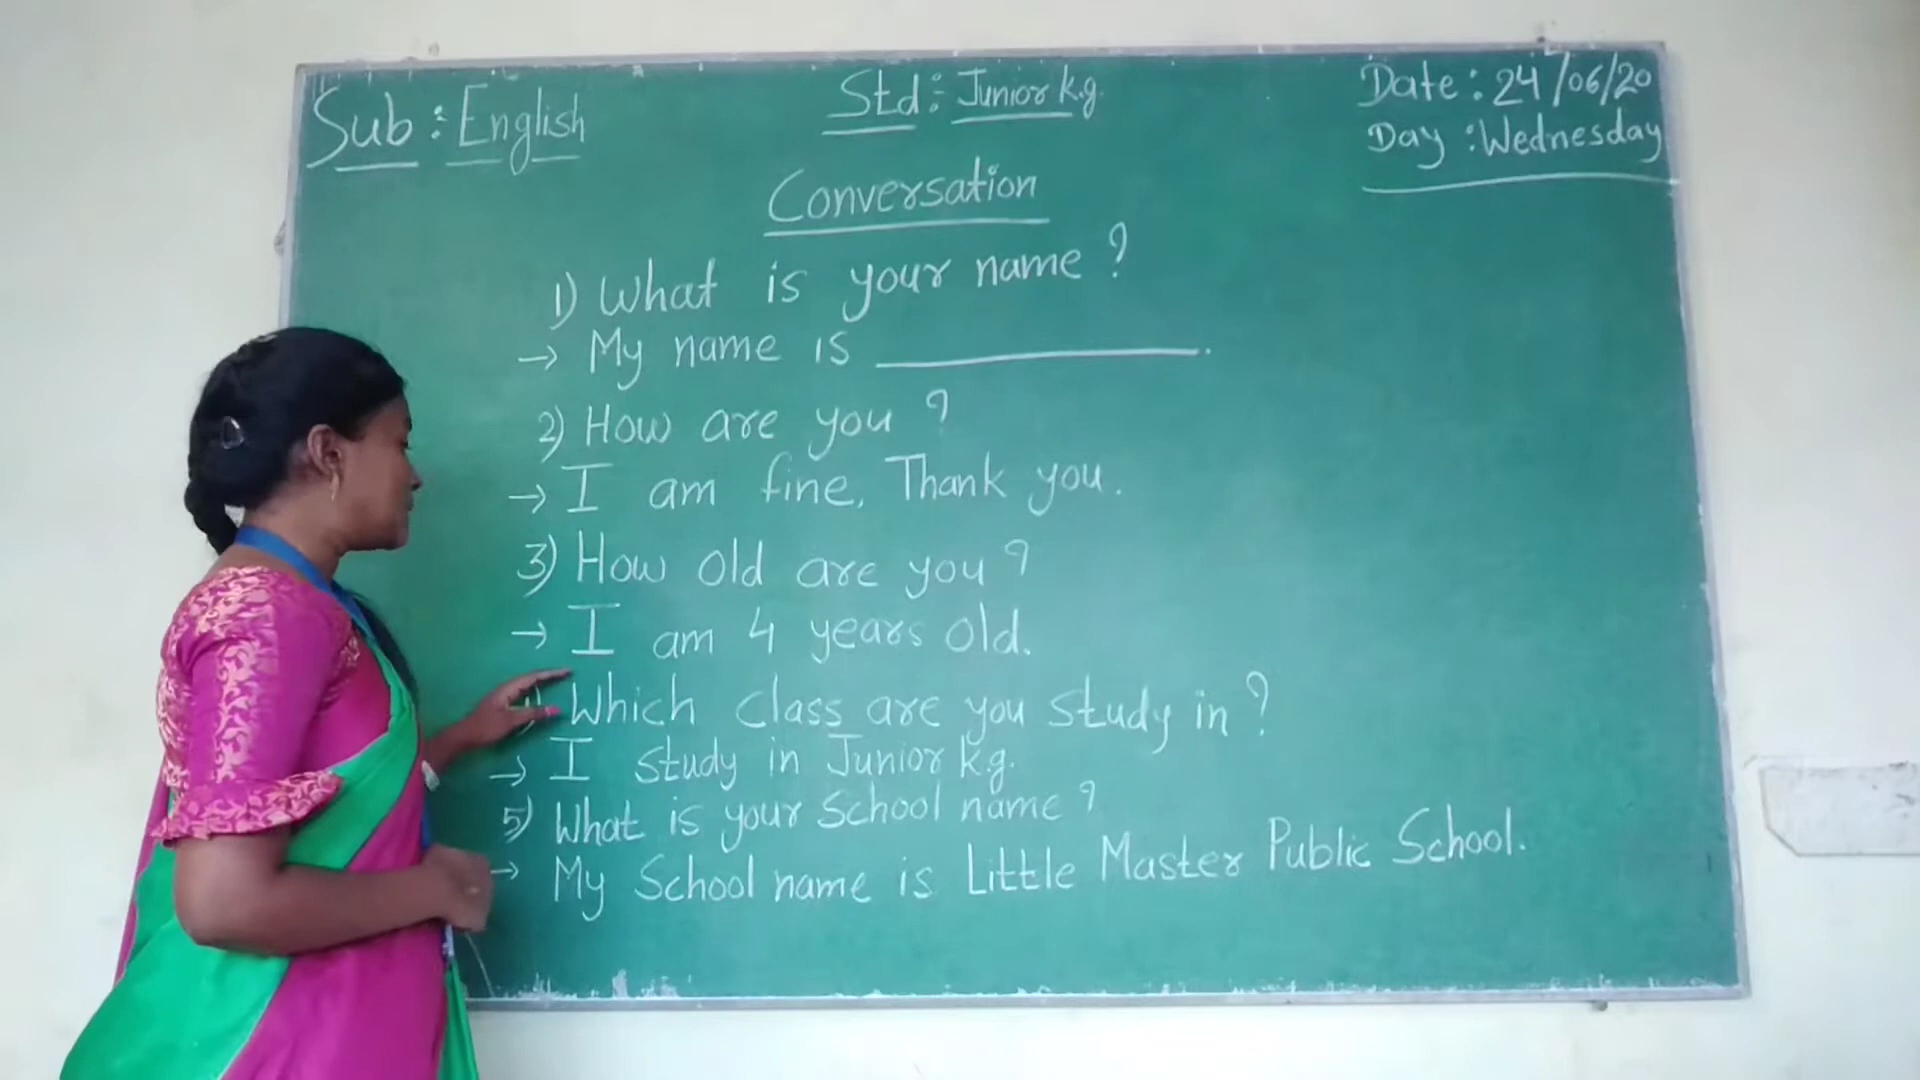 Sub : English
Std : Junior k.g.
Date : 24/06/20
Day : Wednesday
Conversation
1) What is your name ?
→ My name is __________.
2) How are you ?
→ I am fine, Thank you.
3) How old are you ?
→ I am 4 years old.
Which class are you study in ?
→ I study in Junior k.g.
5) What is your School name ?
→ My School name is Little Master Public School.